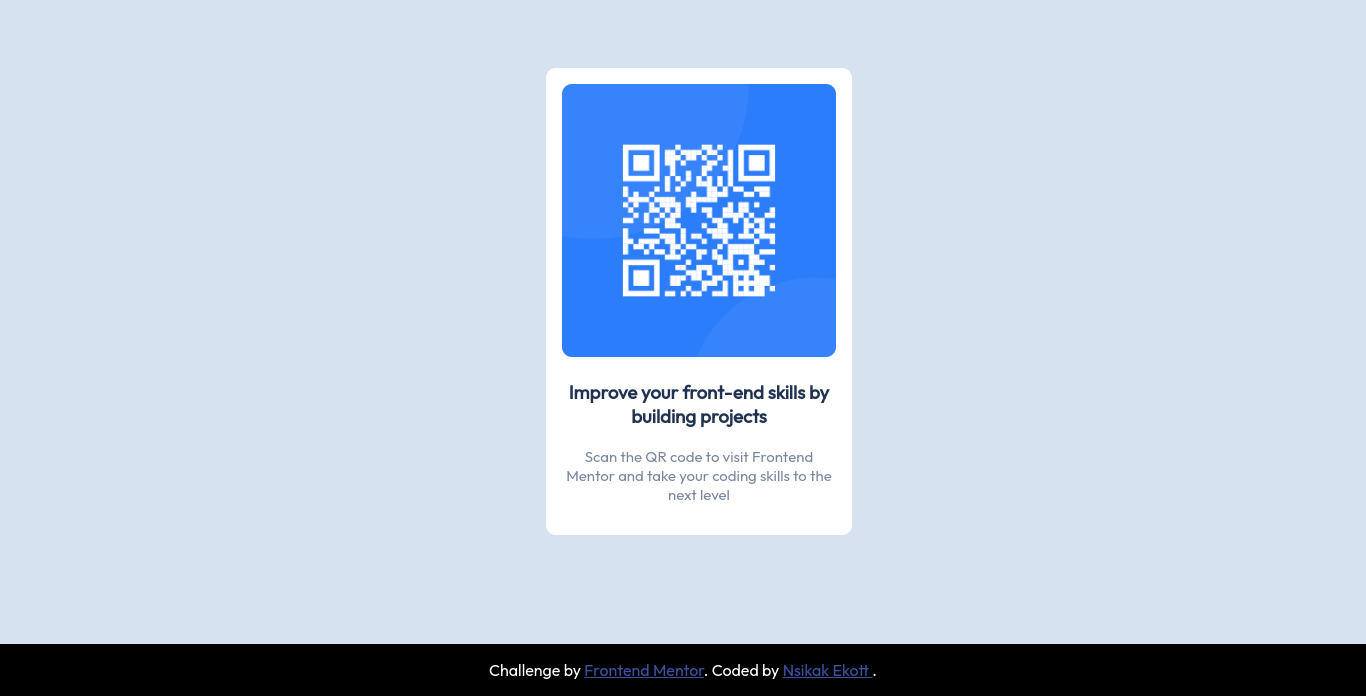 Improve your front-end skills by
building projects
Scan the QR code to visit Frontend
Mentor and take your coding skills to the
next level
Challenge by Frontend Mentor. Coded by Nsikak Ekott .